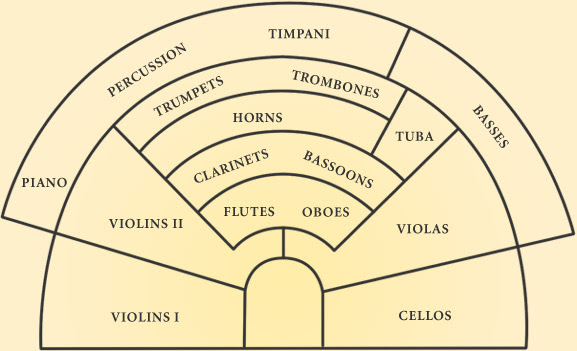 TIMPANI
PERCUSSION
PIANO
BASSES
TRUMPETS
TROMBONES
HORNS
TUBA
CLARINETS
BASSOONS
FLUTES
OBOES
VIOLINS II
VIOLAS
VIOLINS I
CELLOS